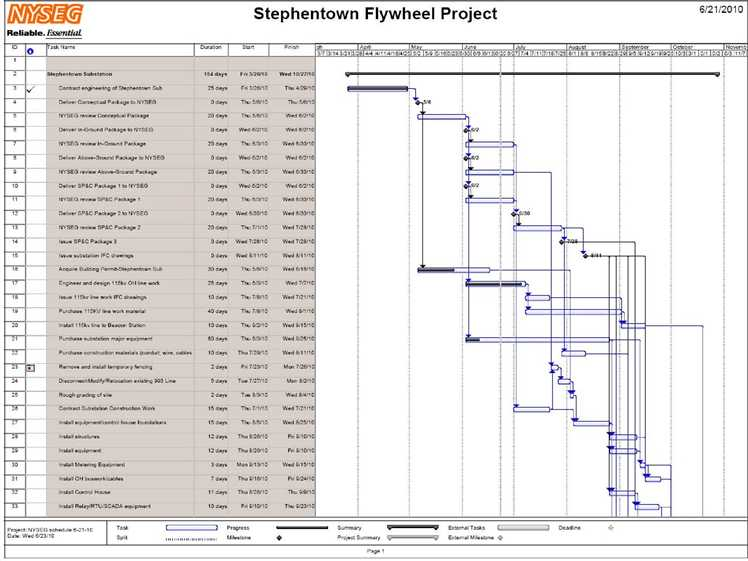 NYSEG
Reliable. Essential.
Stephentown Flywheel Project
6/21/2010
ID Task Name Duration Start Finish
April May June July August September October
1
2 Stephentown Substation 154 days Fri 3/26/10 Wed 10/27/10
3 Contract engineering of Stephentown Sub 25 days Fri 3/26/10 Thu 4/29/10
4 Deliver Conceptual Package to NYSEG 0 days Thu 5/6/10 Thu 5/6/10 5/6
5 NYSEG review Conceptual Package 20 days Thu 5/6/10 Wed 6/2/10
6 Deliver In-Ground Package to NYSEG 0 days Wed 6/2/10 Wed 6/2/10 6/2
7 NYSEG review In-Ground Package 20 days Thu 6/3/10 Wed 6/30/10
8 Deliver Above-Ground Package to NYSEG 0 days Wed 6/2/10 Wed 6/2/10 6/2
9 NYSEG review Above-Ground Package 20 days Thu 6/3/10 Wed 6/30/10
10 Deliver SP&C Package 1 to NYSEG 0 days Wed 6/2/10 Wed 6/2/10 6/2
11 NYSEG review SP&C Package 1 20 days Thu 6/3/10 Wed 6/30/10
12 Deliver SP&C Package 2 to NYSEG 0 days Wed 6/30/10 Wed 6/30/10 6/30
13 NYSEG review SP&C Package 2 20 days Thu 7/1/10 Wed 7/28/10
14 Issue SP&C Package 3 0 days Wed 7/28/10 Wed 7/28/10 7/28
15 Issue substation IFC drawings 0 days Wed 8/11/10 Wed 8/11/10 8/11
16 Acquire Building Permit-Stephentown Sub 30 days Thu 5/6/10 Wed 6/16/10
17 Engineer and design 115kv OH line work 25 days Thu 6/3/10 Wed 7/7/10
18 Issue 115kv line work IFC drawings 10 days Thu 7/8/10 Wed 7/21/10
19 Purchase 115KV line work material 40 days Thu 7/8/10 Wed 9/1/10
20 Install 115kv line to Beacon Station 10 days Thu 9/2/10 Wed 9/15/10
21 Purchase substation major equipment 60 days Thu 6/3/10 Wed 8/25/10
22 Purchase construction materials (conduit, wire, cables 10 days Thu 7/29/10 Wed 8/11/10
23 Remove and install temporary fencing 2 days Fri 7/23/10 Mon 7/26/10
24 Disconnect/Modify/Relocation existing 993 Line 5 days Tue 7/27/10 Mon 8/2/10
25 Rough grading of site 2 days Tue 8/3/10 Wed 8/4/10
26 Contract Substation Construction Work 15 days Thu 7/1/10 Wed 7/21/10
27 Install equipment/control house foundations 15 days Thu 8/5/10 Wed 8/25/10
28 Install structures 12 days Thu 8/26/10 Fri 9/10/10
29 Install equipment 12 days Thu 8/26/10 Fri 9/10/10
30 Install Metering Equipment 3 days Mon 9/13/10 Wed 9/15/10
31 Install OH buswork/cables 7 days Thu 9/16/10 Fri 9/24/10
32 Install Control House 11 days Thu 8/26/10 Thu 9/9/10
33 Install Relay/RTU/SCADA equipment 10 days Fri 9/10/10 Thu 9/23/10
Project: NYSEG schedule 6-21-10
Date: Wed 6/23/10
Task Progress Summary External Tasks Deadline
Split Milestone Project Summary External Milestone
Page 1